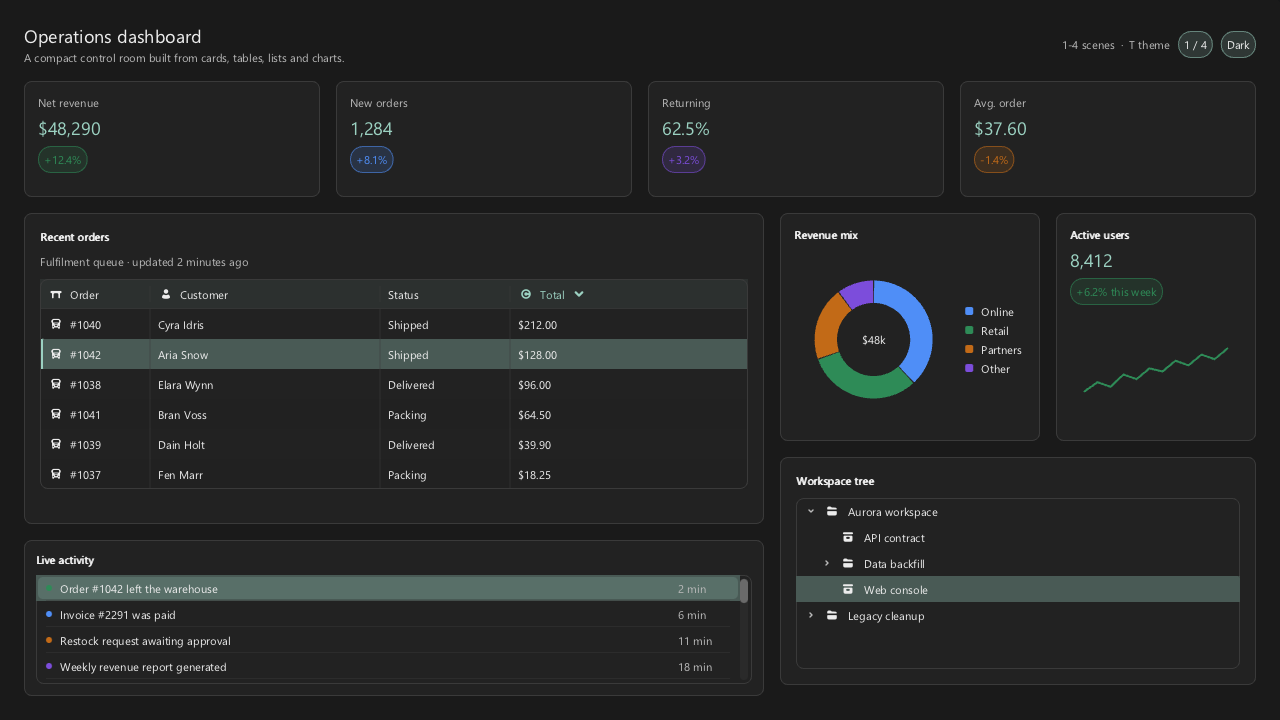 Operations dashboard
A compact control room built from cards, tables, lists and charts.
1-4 scenes · T theme
1 / 4
Dark
Net revenue
$48,290
+12.4%
New orders
1,284
+8.1%
Returning
62.5%
+3.2%
Avg. order
$37.60
-1.4%
Recent orders
Fulfilment queue · updated 2 minutes ago
Order Customer Status Total
#1040 Cyra Idris Shipped $212.00
#1042 Aria Snow Shipped $128.00
#1038 Elara Wynn Delivered $96.00
#1041 Bran Voss Packing $64.50
#1039 Dain Holt Delivered $39.90
#1037 Fen Marr Packing $18.25
Revenue mix
$48k
Online
Retail
Partners
Other
Active users
8,412
+6.2% this week
Live activity
Order #1042 left the warehouse 2 min
Invoice #2291 was paid 6 min
Restock request awaiting approval 11 min
Weekly revenue report generated 18 min
Workspace tree
Aurora workspace
API contract
Data backfill
Web console
Legacy cleanup